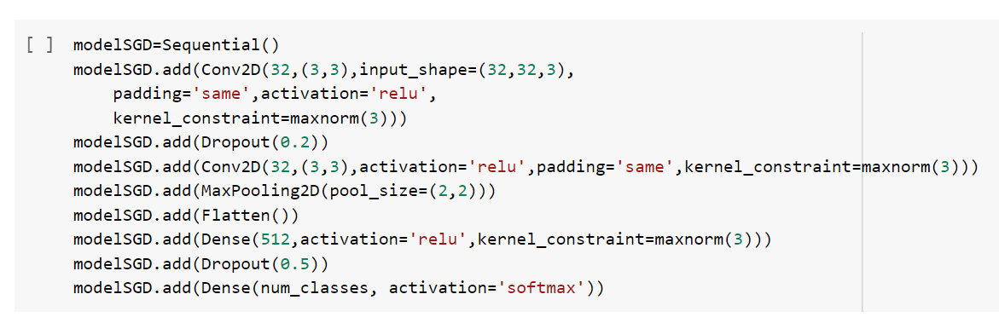 [ ] modelSGD=Sequential()
modelSGD.add(Conv2D(32,(3,3),input_shape=(32,32,3),
padding='same',activation='relu',
kernel_constraint=maxnorm(3)))
modelSGD.add(Dropout(0.2))
modelSGD.add(Conv2D(32,(3,3),activation='relu',padding='same',kernel_constraint=maxnorm(3)))
modelSGD.add(MaxPooling2D(pool_size=(2,2)))
modelSGD.add(Flatten())
modelSGD.add(Dense(512,activation='relu',kernel_constraint=maxnorm(3)))
modelSGD.add(Dropout(0.5))
modelSGD.add(Dense(num_classes, activation='softmax'))